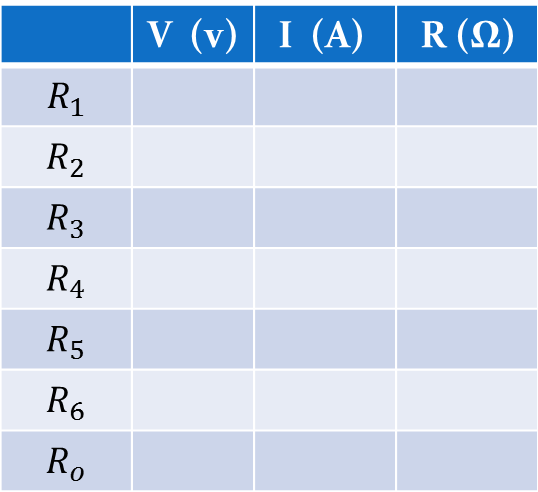 V (v) I (A) R (Ω)
R₁
R₂
R₃
R₄
R₅
R₆
Rₒ